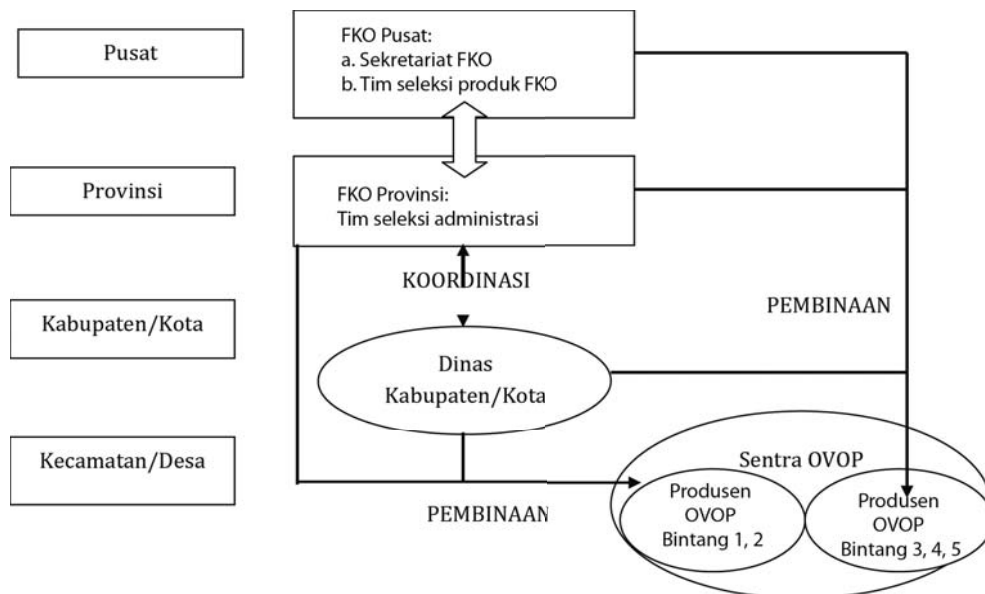 Pusat
FKO Pusat:
a. Sekretariat FKO
b. Tim seleksi produk FKO
Provinsi
FKO Provinsi:
Tim seleksi administrasi
KOORDINASI
Kabupaten/Kota
PEMBINAAN
Dinas
Kabupaten/Kota
Kecamatan/Desa
Sentra OVOP
PEMBINAAN
Produsen
OVOP
Bintang 1, 2
Produsen
OVOP
Bintang 3, 4, 5